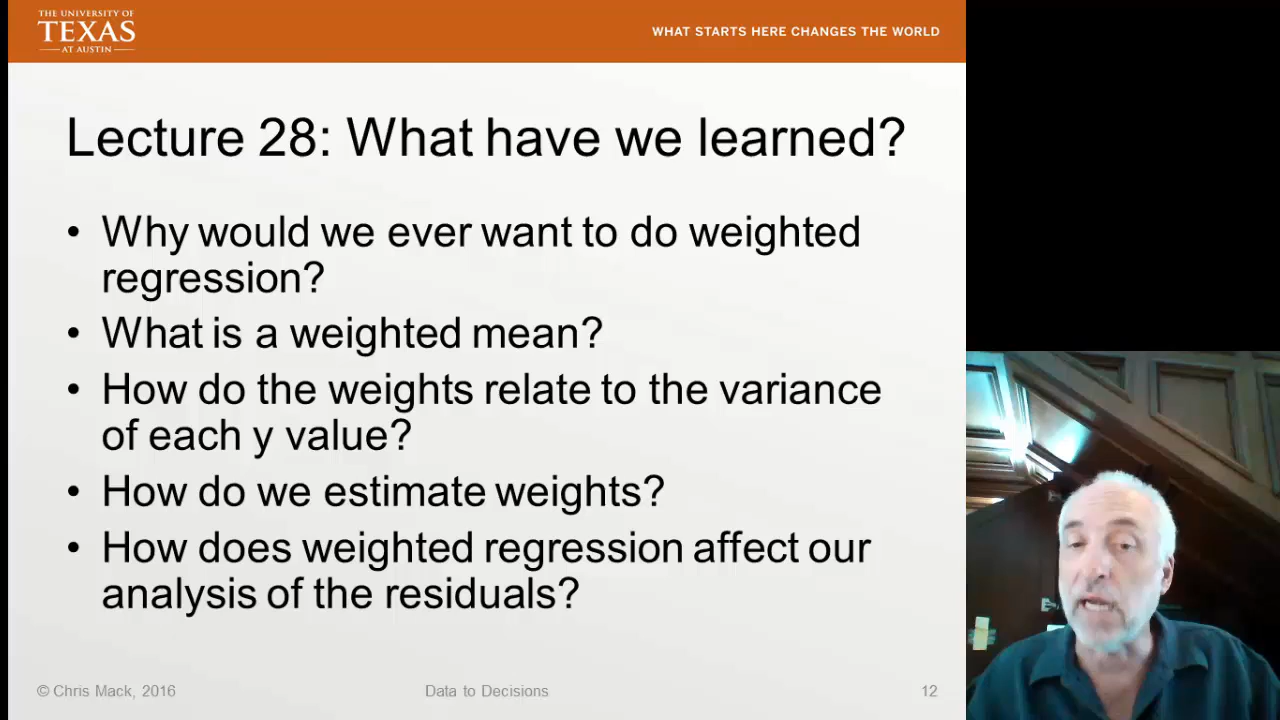 THE UNIVERSITY OF
TEXAS
AT AUSTIN
WHAT STARTS HERE CHANGES THE WORLD
Lecture 28: What have we learned?
• Why would we ever want to do weighted
regression?
• What is a weighted mean?
• How do the weights relate to the variance
of each y value?
• How do we estimate weights?
• How does weighted regression affect our
analysis of the residuals?
© Chris Mack, 2016
Data to Decisions
12